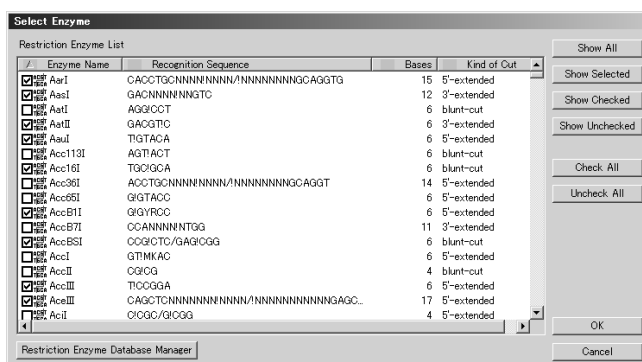 Select Enzyme
Restriction Enzyme List
Enzyme Name Recognition Sequence Bases Kind of Cut
AarI CACCTGCNNNN!NNNN/!NNNNNNNNGCAGGTG 15 5'-extended
AasI GACNNNN!NNGTC 12 3'-extended
AatI AGG!CCT 6 blunt-cut
AatII GACGT!C 6 3'-extended
AauI T!GTACA 6 5'-extended
Acc113I AGT!ACT 6 blunt-cut
Acc16I TGC!GCA 6 blunt-cut
Acc36I ACCTGCNNNN!NNNN/!NNNNNNNNGCAGGT 14 5'-extended
Acc65I G!GTACC 6 5'-extended
AccB1I G!GYRCC 6 5'-extended
AccB7I CCANNNN!NTGG 11 3'-extended
AccBSI CCG!CTC/GAG!CGG 6 blunt-cut
AccI GT!MKAC 6 5'-extended
AccII CG!CG 4 blunt-cut
AccIII T!CCGGA 6 5'-extended
AceIII CAGCTCNNNNNNN!NNNN/!NNNNNNNNNNNGAGC... 17 5'-extended
AciI C!CGC/G!CGG 4 5'-extended
Restriction Enzyme Database Manager
Show All
Show Selected
Show Checked
Show Unchecked
Check All
Uncheck All
OK
Cancel